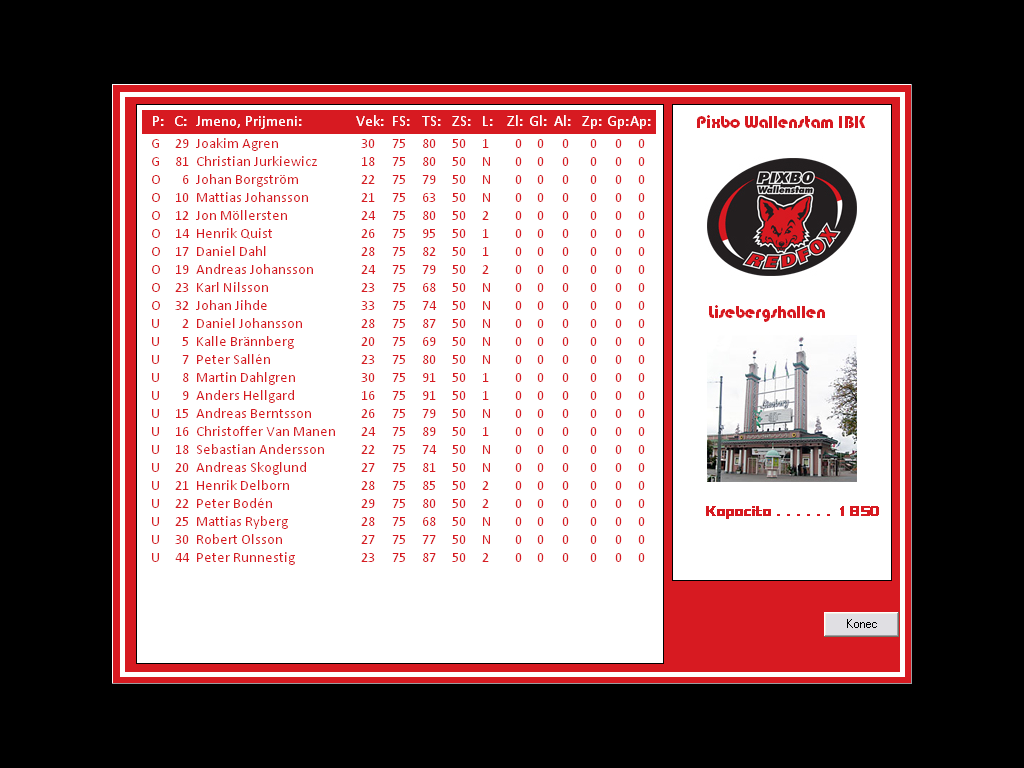 P: C: Jmeno, Prijmeni: Vek: FS: TS: ZS: L: Zl: Gl: Al: Zp: Gp: Ap:
G 29 Joakim Agren 30 75 80 50 1 0 0 0 0 0 0
G 81 Christian Jurkiewicz 18 75 80 50 N 0 0 0 0 0 0
O 6 Johan Borgström 22 75 79 50 N 0 0 0 0 0 0
O 10 Mattias Johansson 21 75 63 50 N 0 0 0 0 0 0
O 12 Jon Möllersten 24 75 80 50 2 0 0 0 0 0 0
O 14 Henrik Quist 26 75 95 50 1 0 0 0 0 0 0
O 17 Daniel Dahl 28 75 82 50 1 0 0 0 0 0 0
O 19 Andreas Johansson 24 75 79 50 2 0 0 0 0 0 0
O 23 Karl Nilsson 23 75 68 50 N 0 0 0 0 0 0
O 32 Johan Jihde 33 75 74 50 N 0 0 0 0 0 0
U 2 Daniel Johansson 28 75 87 50 N 0 0 0 0 0 0
U 5 Kalle Brännberg 20 75 69 50 N 0 0 0 0 0 0
U 7 Peter Sallén 23 75 80 50 N 0 0 0 0 0 0
U 8 Martin Dahlgren 30 75 91 50 1 0 0 0 0 0 0
U 9 Anders Hellgard 16 75 91 50 1 0 0 0 0 0 0
U 15 Andreas Berntsson 26 75 79 50 N 0 0 0 0 0 0
U 16 Christoffer Van Manen 24 75 89 50 1 0 0 0 0 0 0
U 18 Sebastian Andersson 22 75 74 50 N 0 0 0 0 0 0
U 20 Andreas Skoglund 27 75 81 50 N 0 0 0 0 0 0
U 21 Henrik Delborn 28 75 85 50 2 0 0 0 0 0 0
U 22 Peter Bodén 29 75 80 50 2 0 0 0 0 0 0
U 25 Mattias Ryberg 28 75 68 50 N 0 0 0 0 0 0
U 30 Robert Olsson 27 75 77 50 N 0 0 0 0 0 0
U 44 Peter Runnestig 23 75 87 50 2 0 0 0 0 0 0
Pixbo Wallenstam IBK
PIXBO
Wallenstam
REDFOX
Lisebergshallen
Liseberg
Kapacita . . . . . . 1850
Konec